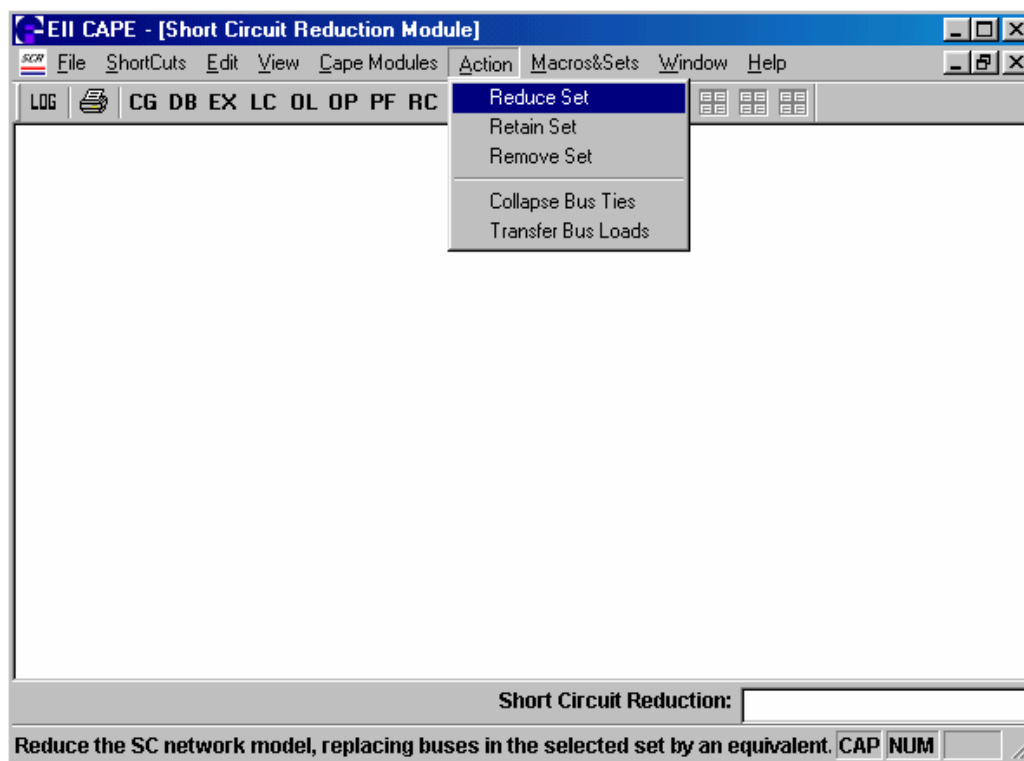 EII CAPE - [Short Circuit Reduction Module]
SCR File ShortCuts Edit View Cape Modules Action Macros&Sets Window Help
LOG CG DB EX LC OL OP PF RC
Reduce Set
Retain Set
Remove Set
Collapse Bus Ties
Transfer Bus Loads
Short Circuit Reduction:
Reduce the SC network model, replacing buses in the selected set by an equivalent. CAP NUM